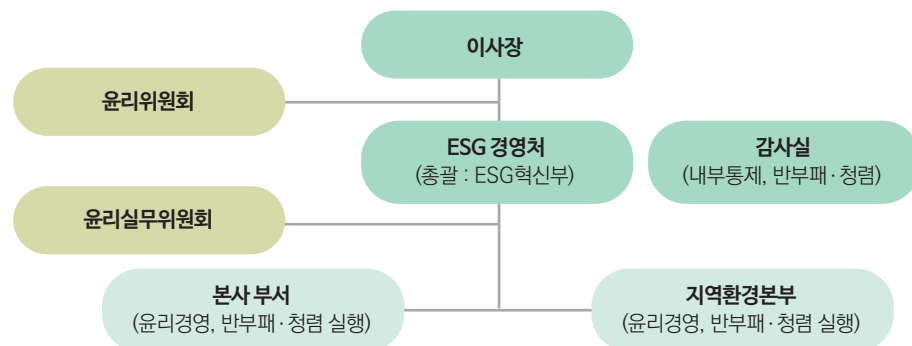 이사장
윤리위원회
ESG 경영처
(총괄 : ESG혁신부)
감사실
(내부통제, 반부패·청렴)
윤리실무위원회
본사 부서
(윤리경영, 반부패·청렴 실행)
지역환경본부
(윤리경영, 반부패·청렴 실행)